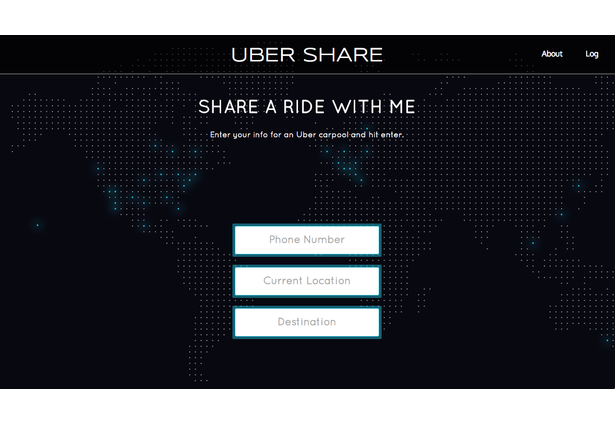 UBER SHARE
About
Log
SHARE A RIDE WITH ME
Enter your info for an Uber carpool and hit enter.
Phone Number
Current Location
Destination